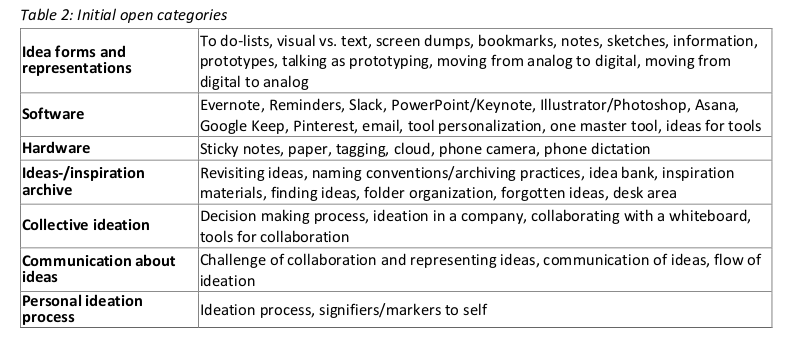 Table 2: Initial open categories
Idea forms and
representations
To do-lists, visual vs. text, screen dumps, bookmarks, notes, sketches, information,
prototypes, talking as prototyping, moving from analog to digital, moving from
digital to analog
Software
Evernote, Reminders, Slack, PowerPoint/Keynote, Illustrator/Photoshop, Asana,
Google Keep, Pinterest, email, tool personalization, one master tool, ideas for tools
Hardware
Sticky notes, paper, tagging, cloud, phone camera, phone dictation
Ideas-/inspiration
archive
Revisiting ideas, naming conventions/archiving practices, idea bank, inspiration
materials, finding ideas, folder organization, forgotten ideas, desk area
Collective ideation
Decision making process, ideation in a company, collaborating with a whiteboard,
tools for collaboration
Communication about
ideas
Challenge of collaboration and representing ideas, communication of ideas, flow of
ideation
Personal ideation
process
Ideation process, signifiers/markers to self